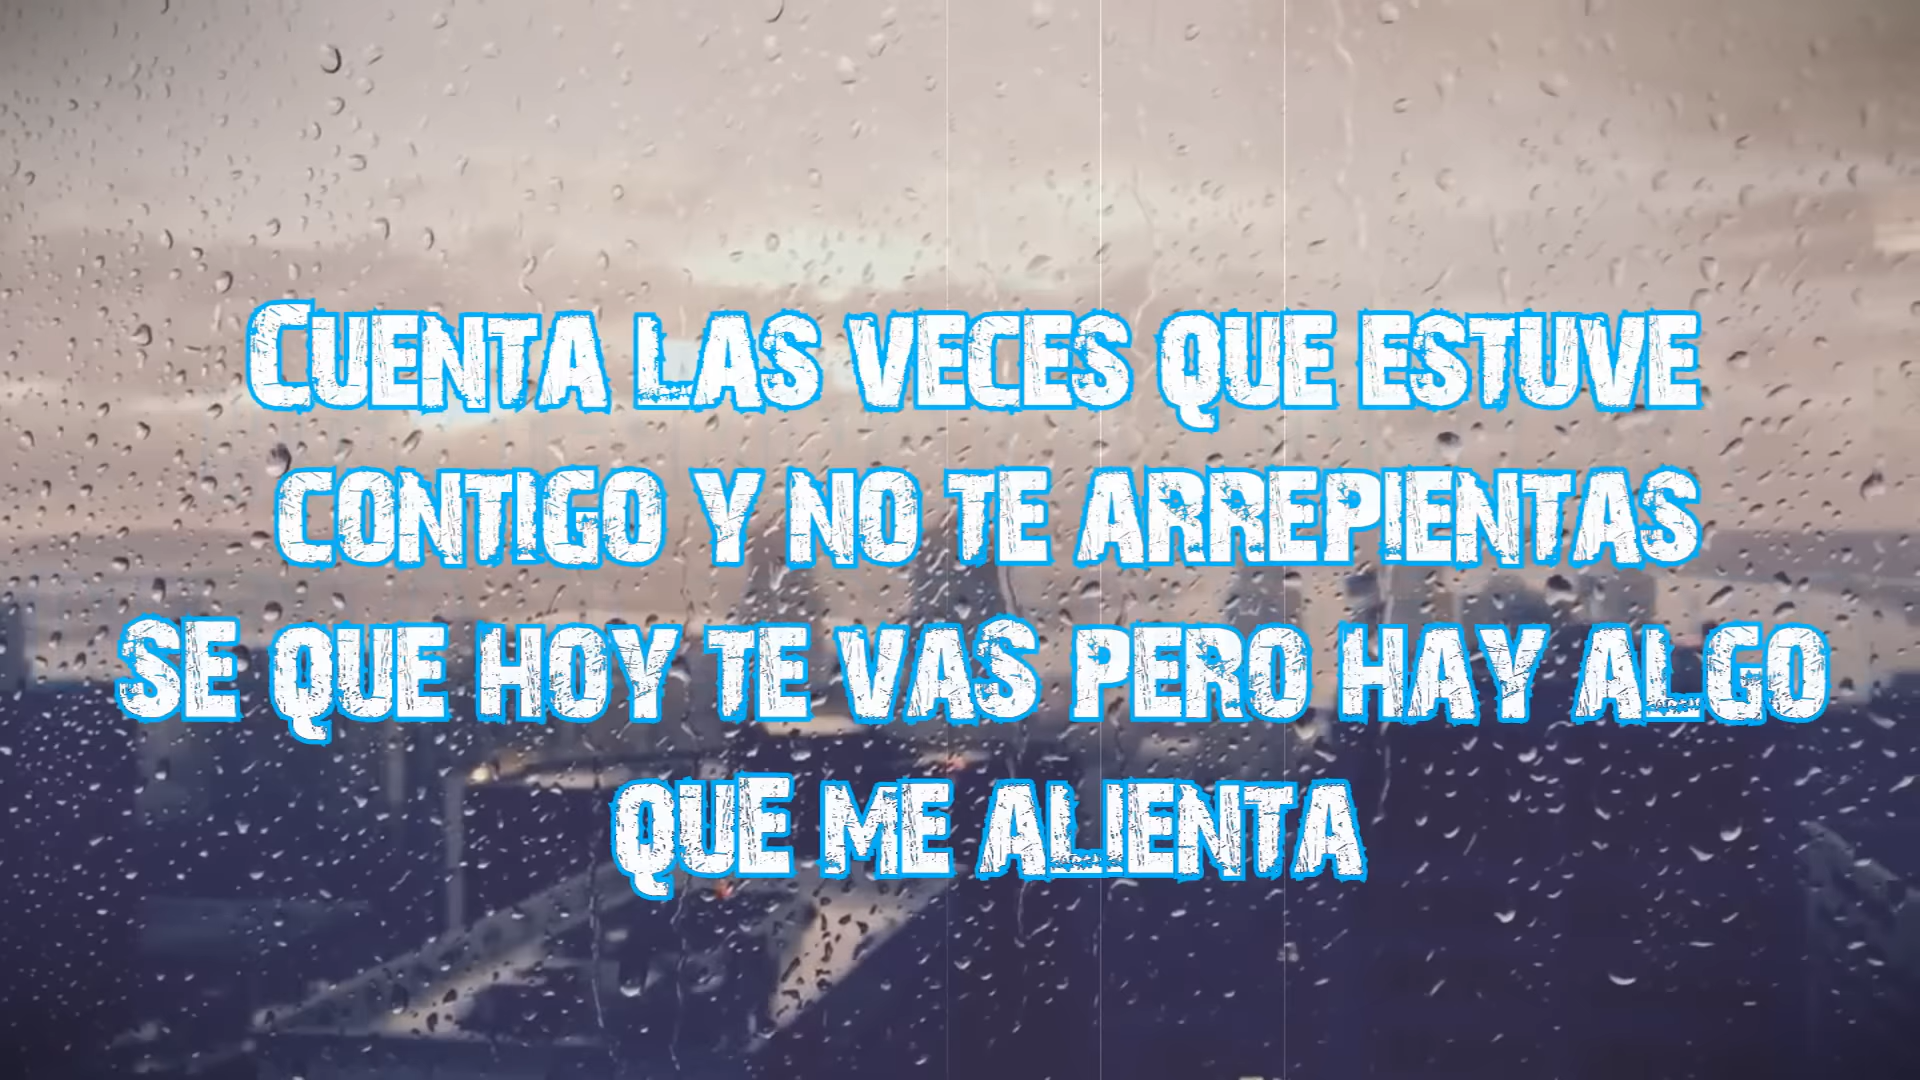 Cuenta las veces que estuve
contigo y no te arrepientas
se que hoy te vas pero hay algo
que me alienta